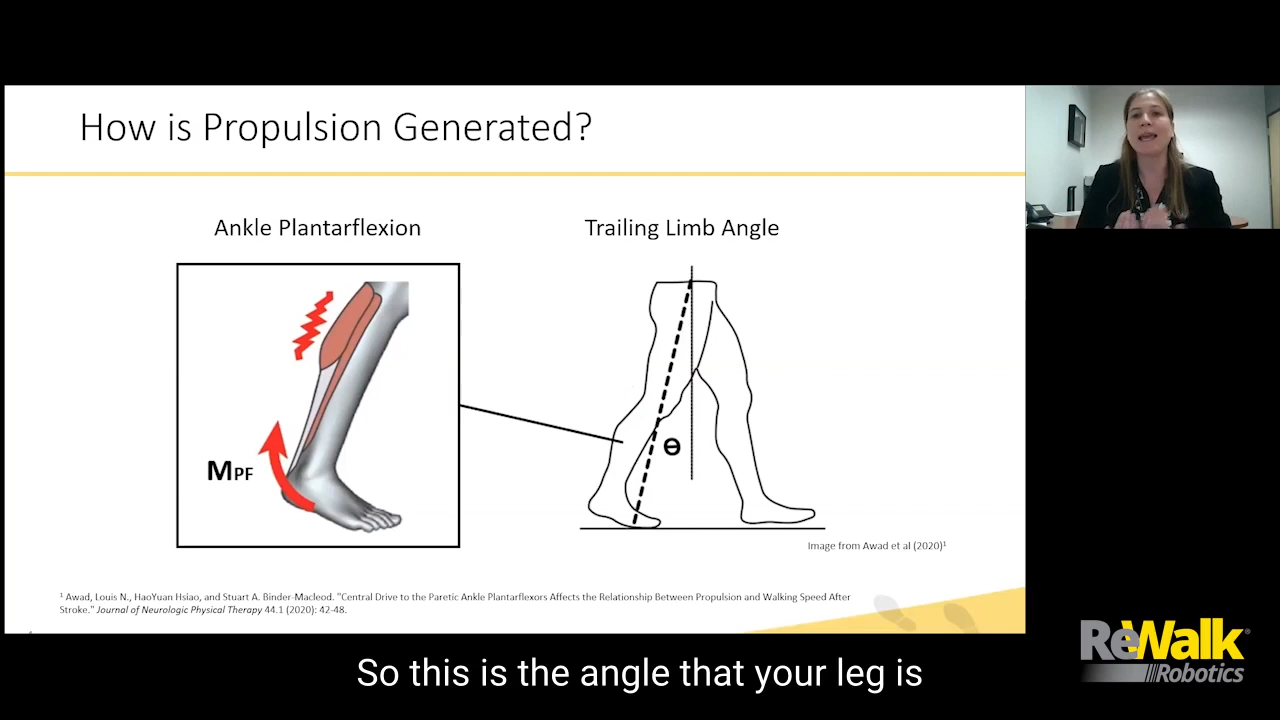 How is Propulsion Generated?
Ankle Plantarflexion
Trailing Limb Angle
MPF
Ɵ
Image from Awad et al (2020)¹
¹ Awad, Louis N., HaoYuan Hsiao, and Stuart A. Binder-Macleod. "Central Drive to the Paretic Ankle Plantarflexors Affects the Relationship Between Propulsion and Walking Speed After
Stroke." Journal of Neurologic Physical Therapy 44.1 (2020): 42-48.
ReWalk®
Robotics
So this is the angle that your leg is